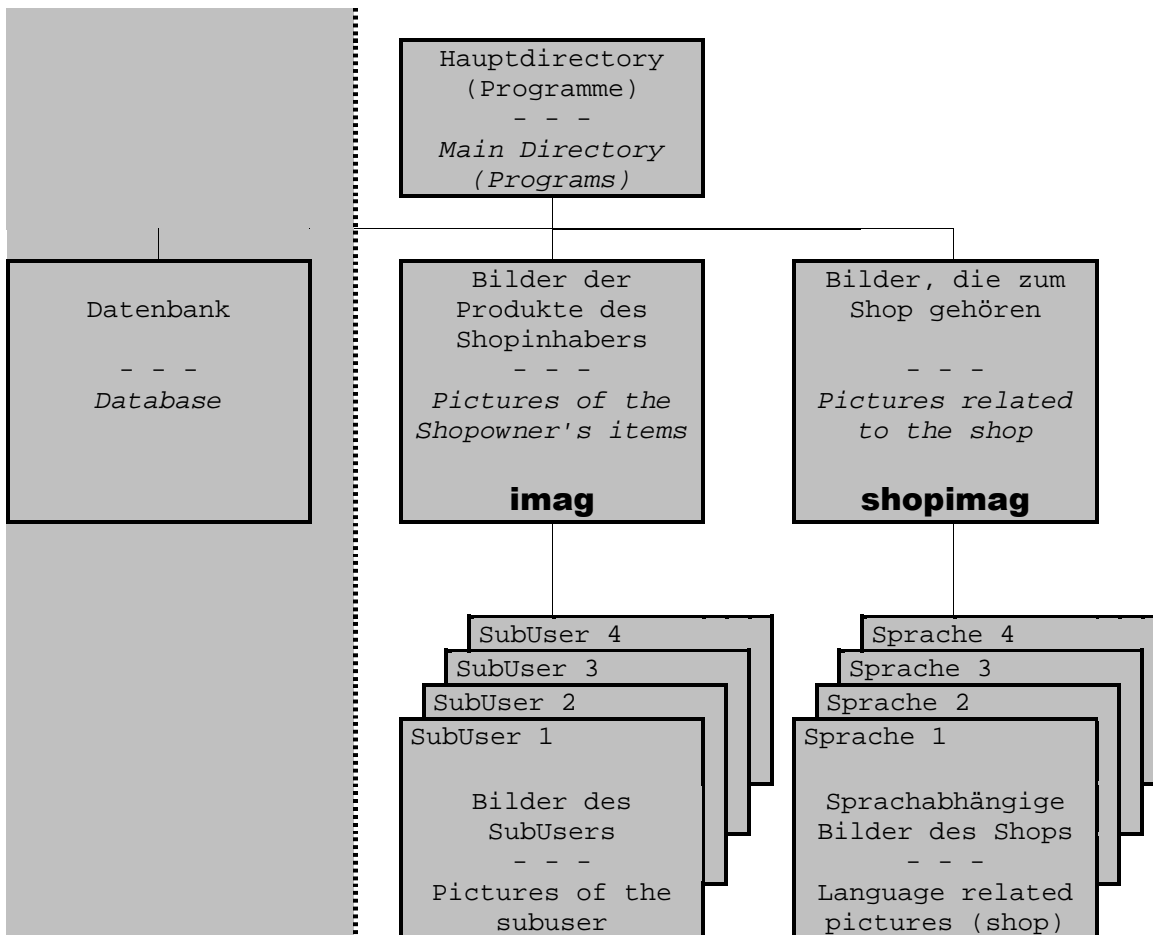 Hauptdirectory
(Programme)
- - -
Main Directory
(Programs)
Datenbank
- - -
Database
Bilder der
Produkte des
Shopinhabers
- - -
Pictures of the
Shopowner's items
imag
Bilder, die zum
Shop gehören
- - -
Pictures related
to the shop
shopimag
SubUser 4
SubUser 3
SubUser 2
SubUser 1
Bilder des
SubUsers
- - -
Pictures of the
subuser
Sprache 4
Sprache 3
Sprache 2
Sprache 1
Sprachabhängige
Bilder des Shops
- - -
Language related
pictures (shop)